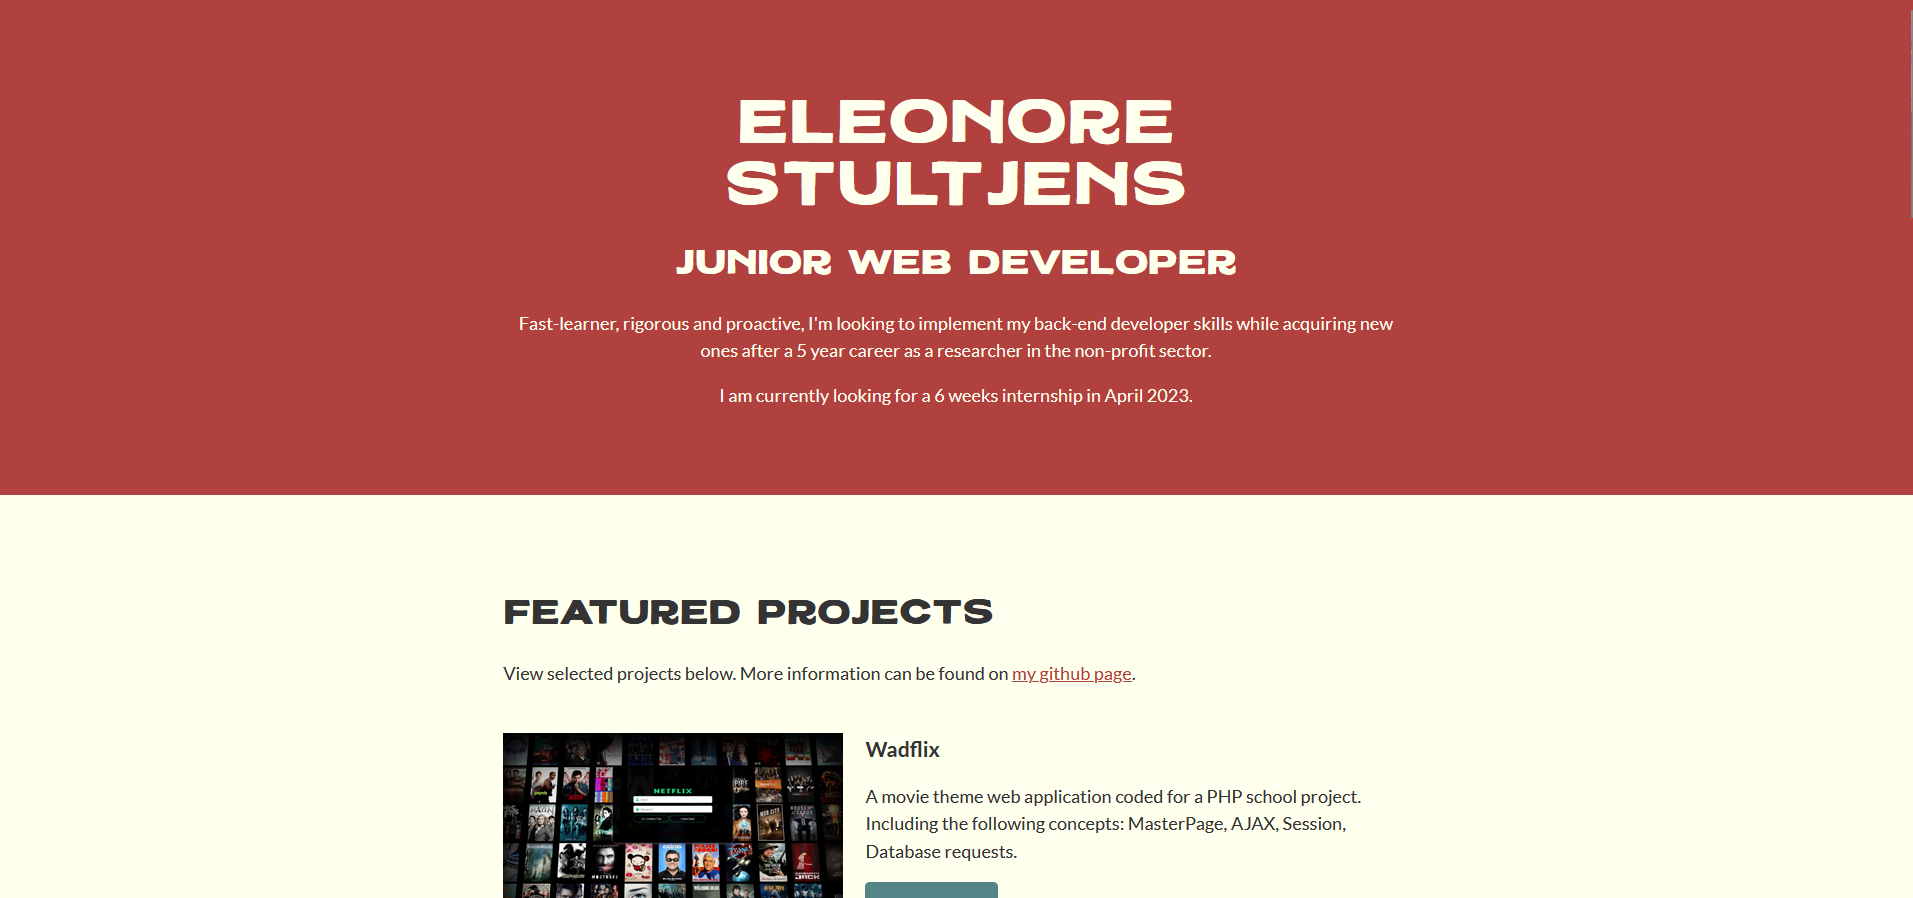 ELEONORE
STULTJENS
JUNIOR WEB DEVELOPER
Fast-learner, rigorous and proactive, I'm looking to implement my back-end developer skills while acquiring new
ones after a 5 year career as a researcher in the non-profit sector.
I am currently looking for a 6 weeks internship in April 2023.
FEATURED PROJECTS
View selected projects below. More information can be found on my github page.
NETFLIX
Wadflix
A movie theme web application coded for a PHP school project.
Including the following concepts: MasterPage, AJAX, Session,
Database requests.